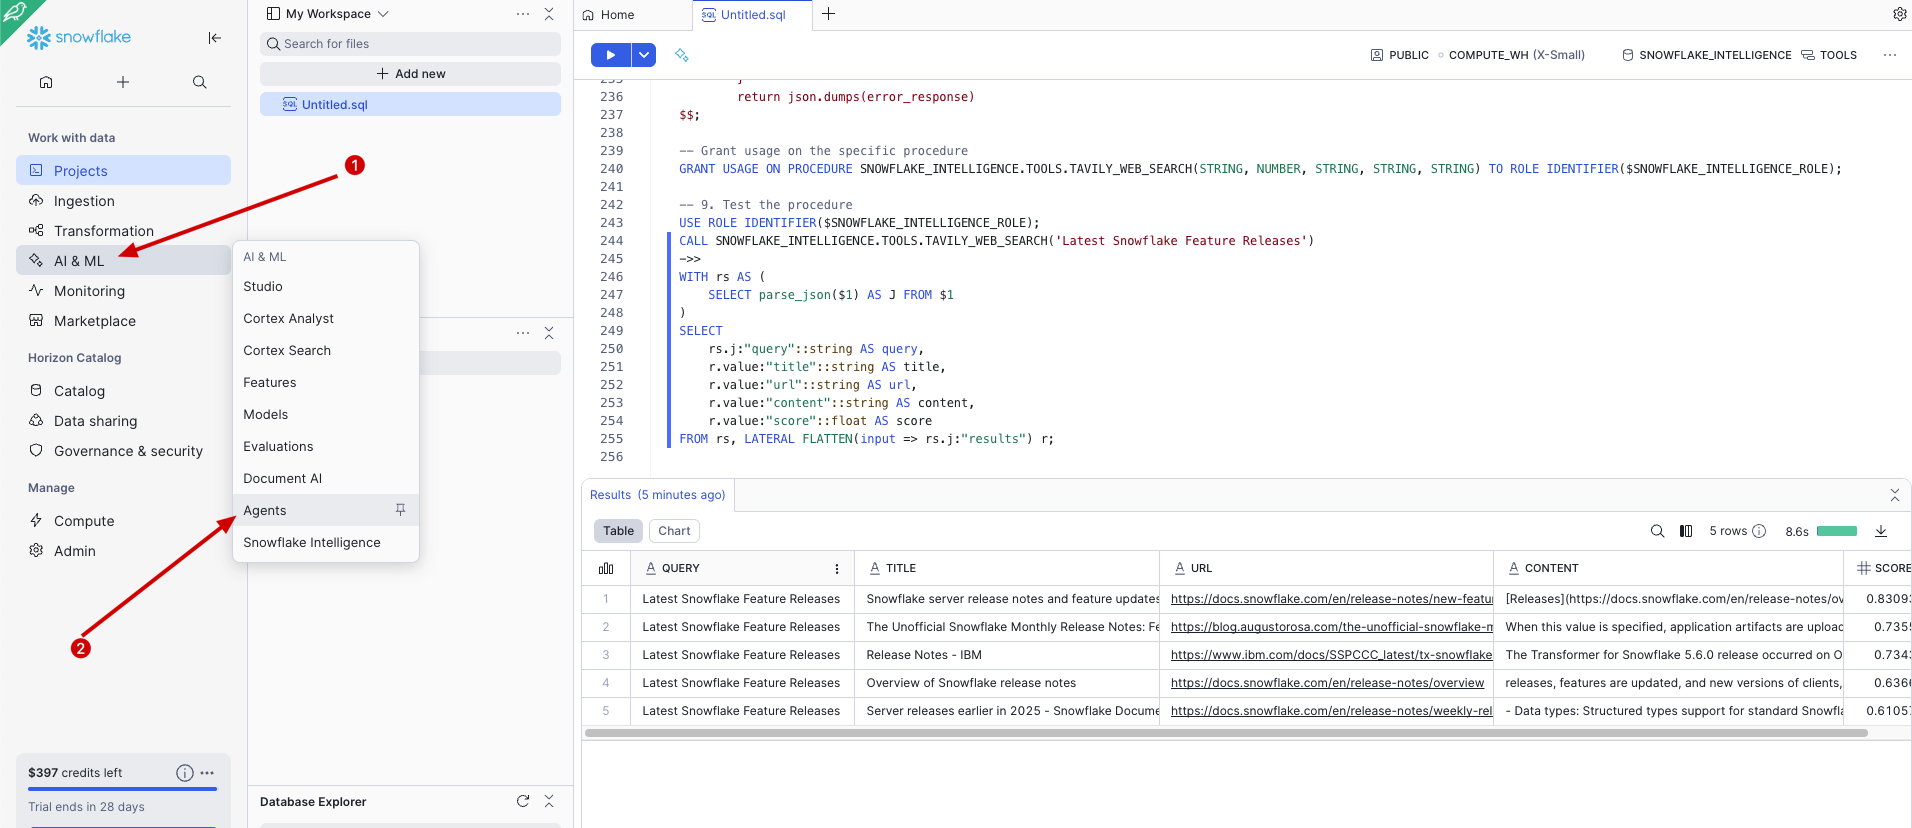 snowflake
Work with data
Projects
Ingestion
Transformation
AI & ML
Monitoring
Marketplace
Horizon Catalog
Catalog
Data sharing
Governance & security
Manage
Compute
Admin
$397 credits left
Trial ends in 28 days
1
2
AI & ML
Studio
Cortex Analyst
Cortex Search
Features
Models
Evaluations
Document AI
Agents
Snowflake Intelligence
My Workspace
Search for files
Add new
SQL Untitled.sql
Database Explorer
Home
SQL Untitled.sql
PUBLIC COMPUTE_WH (X-Small) SNOWFLAKE_INTELLIGENCE TOOLS
235 }
236 return json.dumps(error_response)
237 $$;
238
239 -- Grant usage on the specific procedure
240 GRANT USAGE ON PROCEDURE SNOWFLAKE_INTELLIGENCE.TOOLS.TAVILY_WEB_SEARCH(STRING, NUMBER, STRING, STRING, STRING) TO ROLE IDENTIFIER($SNOWFLAKE_INTELLIGENCE_ROLE);
241
242 -- 9. Test the procedure
243 USE ROLE IDENTIFIER($SNOWFLAKE_INTELLIGENCE_ROLE);
244 CALL SNOWFLAKE_INTELLIGENCE.TOOLS.TAVILY_WEB_SEARCH('Latest Snowflake Feature Releases')
245 ->>
246 WITH rs AS (
247 SELECT parse_json($1) AS J FROM $1
248 )
249 SELECT
250 rs.j:"query"::string AS query,
251 r.value:"title"::string AS title,
252 r.value:"url"::string AS url,
253 r.value:"content"::string AS content,
254 r.value:"score"::float AS score
255 FROM rs, LATERAL FLATTEN(input => rs.j:"results") r;
256
Results (5 minutes ago)
Table Chart
5 rows 8.6s
QUERY TITLE URL CONTENT SCORE
1 Latest Snowflake Feature Releases Snowflake server release notes and feature updates https://docs.snowflake.com/en/release-notes/new-featur [Releases](https://docs.snowflake.com/en/release-notes/ov 0.8309
2 Latest Snowflake Feature Releases The Unofficial Snowflake Monthly Release Notes: Fe https://blog.augustorosa.com/the-unofficial-snowflake-m When this value is specified, application artifacts are upload 0.735
3 Latest Snowflake Feature Releases Release Notes - IBM https://www.ibm.com/docs/SSPCCC_latest/tx-snowflake The Transformer for Snowflake 5.6.0 release occurred on O 0.734
4 Latest Snowflake Feature Releases Overview of Snowflake release notes https://docs.snowflake.com/en/release-notes/overview releases, features are updated, and new versions of clients, 0.636
5 Latest Snowflake Feature Releases Server releases earlier in 2025 - Snowflake Docume https://docs.snowflake.com/en/release-notes/weekly-rel - Data types: Structured types support for standard Snowfl 0.6105